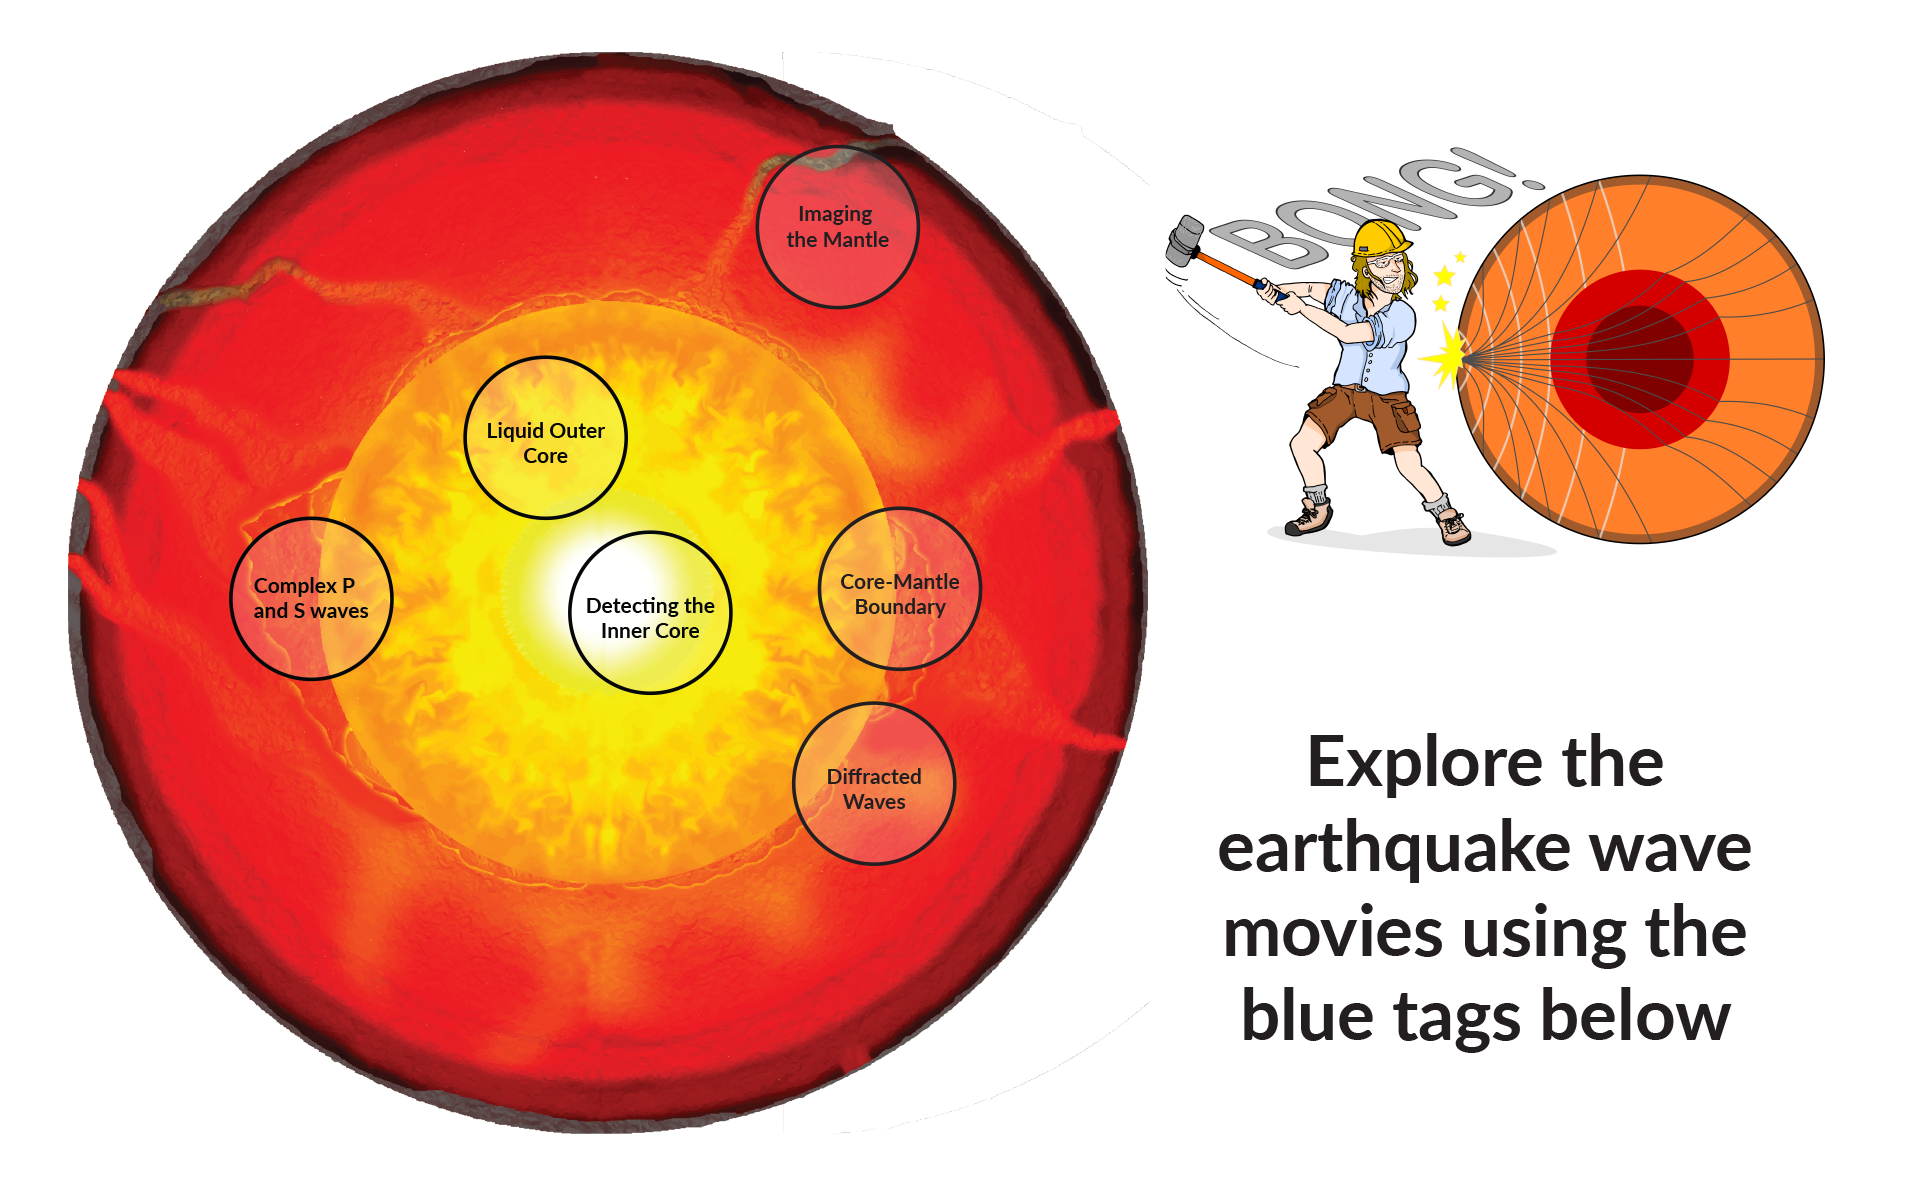 Imaging
the Mantle
Liquid Outer
Core
Complex P
and S waves
Detecting the
Inner Core
Core-Mantle
Boundary
Diffracted
Waves
BONG!
Explore the
earthquake wave
movies using the
blue tags below